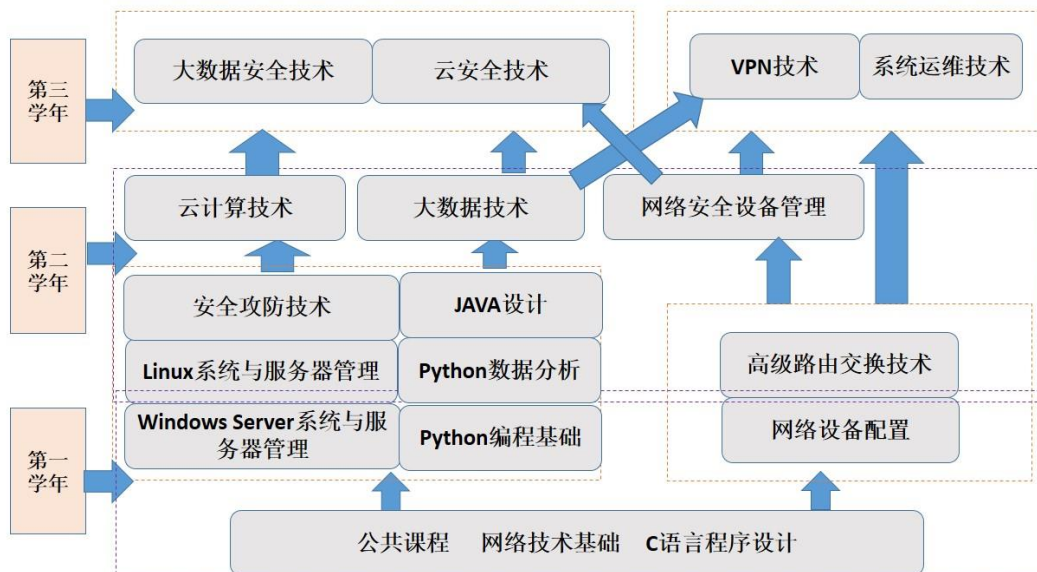 大数据安全技术
云安全技术
VPN技术
系统运维技术
第三
学年
云计算技术
大数据技术
网络安全设备管理
第二
学年
安全攻防技术
JAVA设计
Linux系统与服务器管理
Python数据分析
高级路由交换技术
Windows Server系统与服
务器管理
Python编程基础
网络设备配置
第一
学年
公共课程 网络技术基础 C语言程序设计